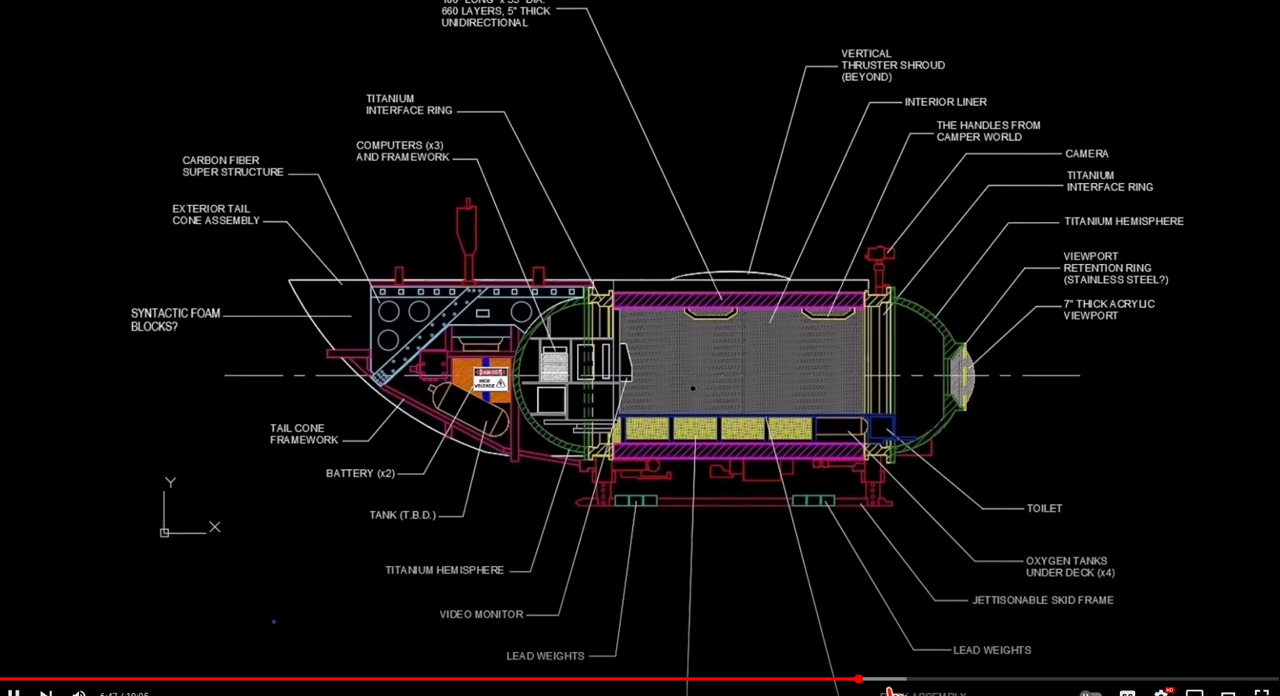 660 LAYERS, 5" THICK
UNIDIRECTIONAL
VERTICAL
THRUSTER SHROUD
(BEYOND)
TITANIUM
INTERFACE RING
INTERIOR LINER
THE HANDLES FROM
CAMPER WORLD
COMPUTERS (x3)
AND FRAMEWORK
CAMERA
CARBON FIBER
SUPER STRUCTURE
TITANIUM
INTERFACE RING
EXTERIOR TAIL
CONE ASSEMBLY
TITANIUM HEMISPHERE
VIEWPORT
RETENTION RING
(STAINLESS STEEL?)
SYNTACTIC FOAM
BLOCKS?
7" THICK ACRYLIC
VIEWPORT
DANGER
HIGH
VOLTAGE
TAIL CONE
FRAMEWORK
BATTERY (x2)
TANK (T.B.D.)
Y
X
TOILET
TITANIUM HEMISPHERE
OXYGEN TANKS
UNDER DECK (x4)
VIDEO MONITOR
JETTISONABLE SKID FRAME
LEAD WEIGHTS
LEAD WEIGHTS